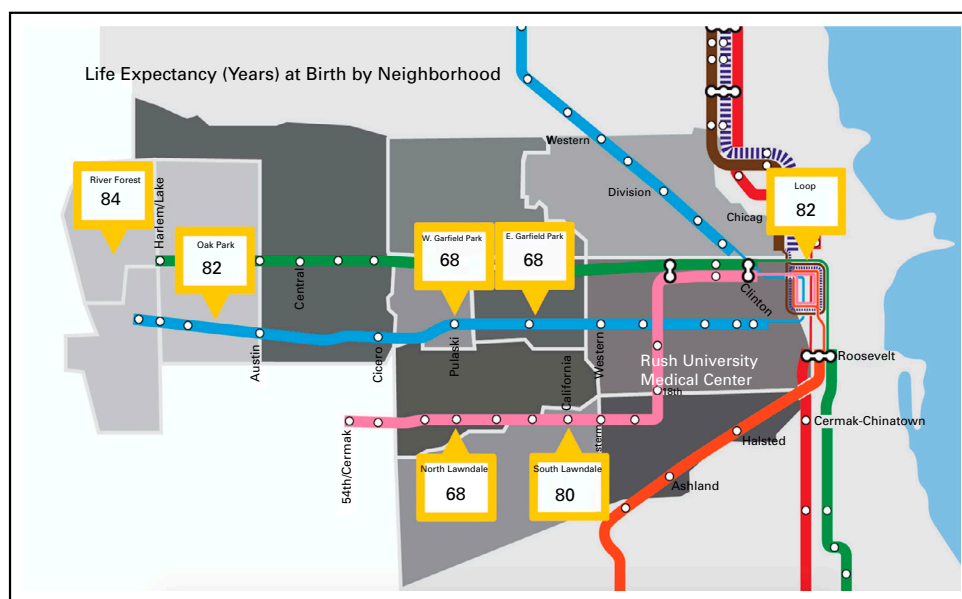 Life Expectancy (Years) at Birth by Neighborhood
Western
River Forest
84
Harlem/Lake
Division
Loop
82
Chicag
Oak Park
82
W. Garfield Park
68
E. Garfield Park
68
Central
Clinton
Austin
Cicero
Pulaski
Western
Roosevelt
Rush University
Medical Center
18th
California
Cermak-Chinatown
54th/Cermak
stern
Halsted
North Lawndale
68
South Lawndale
80
Ashland